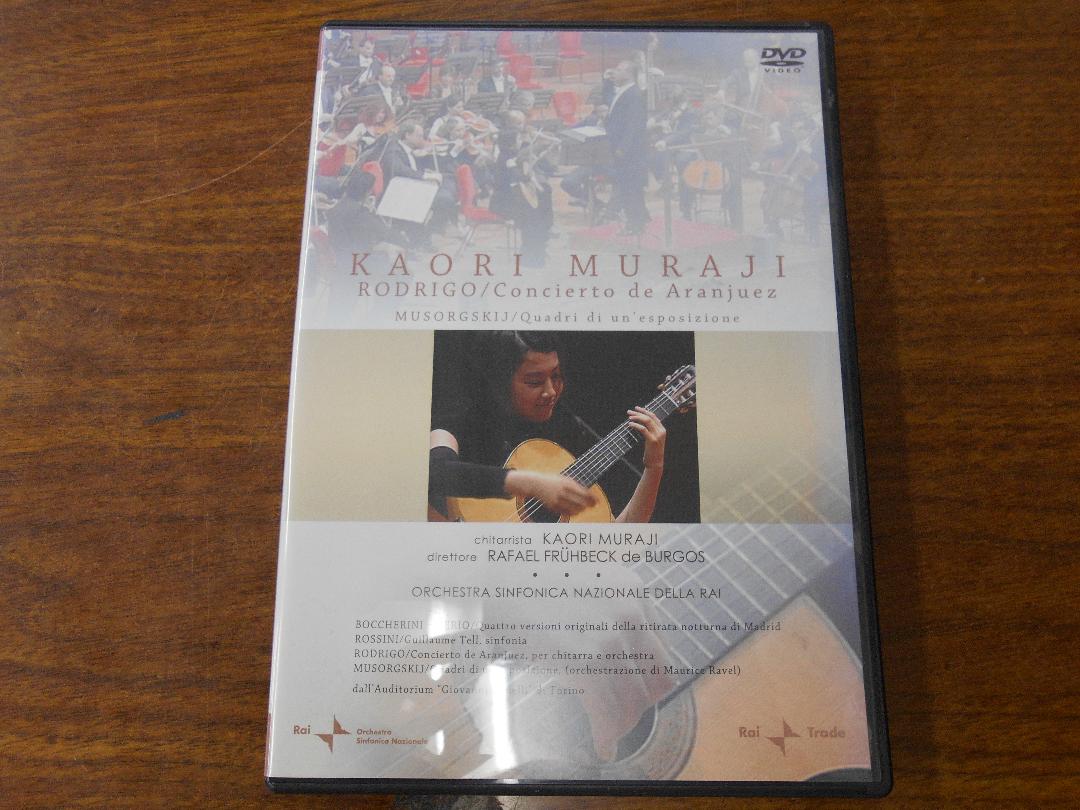 DVD
VIDEO
KAORI MURAJI
RODRIGO/Concierto de Aranjuez
MUSORGSKIJ/Quadri di un'esposizione
chitarrista KAORI MURAJI
direttore RAFAEL FRÜHBECK de BURGOS
• • •
ORCHESTRA SINFONICA NAZIONALE DELLA RAI
BOCCHERINI /Quattro versioni originali della ritirata notturna di Madrid
ROSSINI/Guillaume Tell, sinfonia
RODRIGO/Concierto de Aranjuez, per chitarra e orchestra
MUSORGSKIJ/Quadri di (orchestrazione di Maurice Ravel)
dall'Auditorium di Torino
Rai Orchestra
Sinfonica Nazionale
Rai Trade